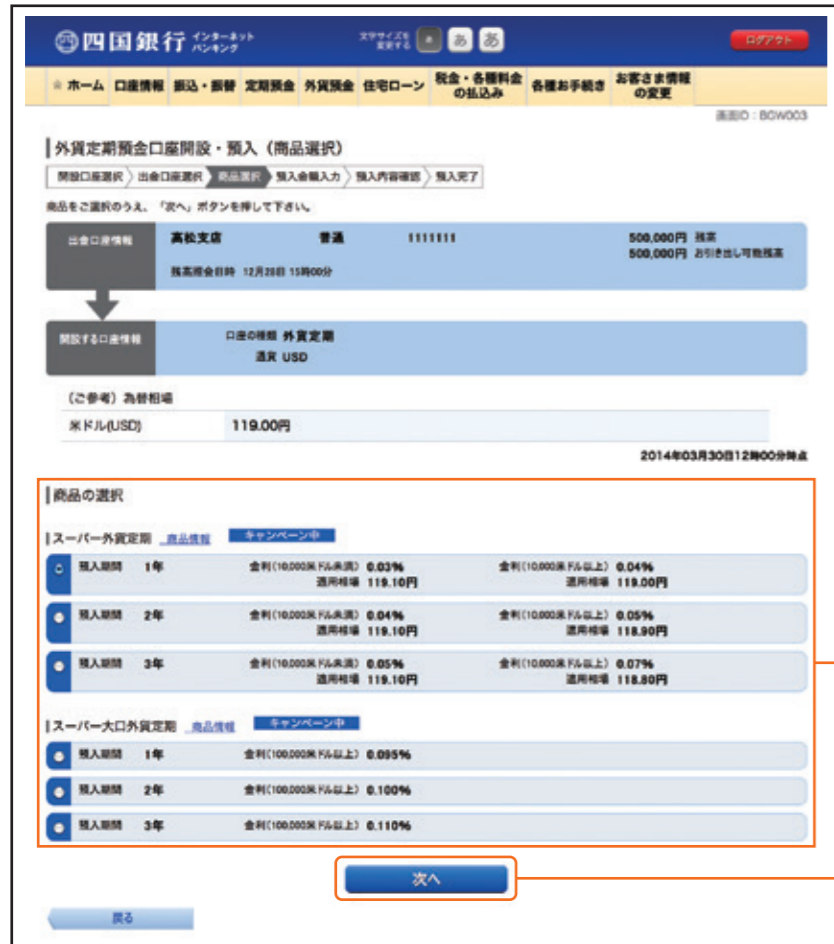 四国銀行 インターネットバンキング 文字サイズを変更する あ あ ログアウト
ホーム 口座情報 振込・振替 定期預金 外貨預金 住宅ローン 税金・各種料金の払込み 各種お手続き お客さま情報の変更
画面ID：BGW003
外貨定期預金口座開設・預入（商品選択）
開設口座選択 出金口座選択 商品選択 預入金額入力 預入内容確認 預入完了
商品をご選択のうえ、「次へ」ボタンを押して下さい。
出金口座情報 高松支店 普通 1111111 500,000円 残高
500,000円 お引き出し可能残高
残高照会日時 12月28日 15時00分
開設する口座情報 口座の種類 外貨定期
通貨 USD
（ご参考）為替相場
米ドル(USD) 119.00円
2014年03月30日12時00分時点
商品の選択
スーパー外貨定期 商品情報 キャンペーン中
預入期間 1年 金利(10,000米ドル未満) 0.03% 金利(10,000米ドル以上) 0.04%
適用相場 119.10円 適用相場 119.00円
預入期間 2年 金利(10,000米ドル未満) 0.04% 金利(10,000米ドル以上) 0.05%
適用相場 119.10円 適用相場 118.90円
預入期間 3年 金利(10,000米ドル未満) 0.05% 金利(10,000米ドル以上) 0.07%
適用相場 119.10円 適用相場 118.80円
スーパー大口外貨定期 商品情報 キャンペーン中
預入期間 1年 金利(100,000米ドル以上) 0.095%
預入期間 2年 金利(100,000米ドル以上) 0.100%
預入期間 3年 金利(100,000米ドル以上) 0.110%
次へ
戻る